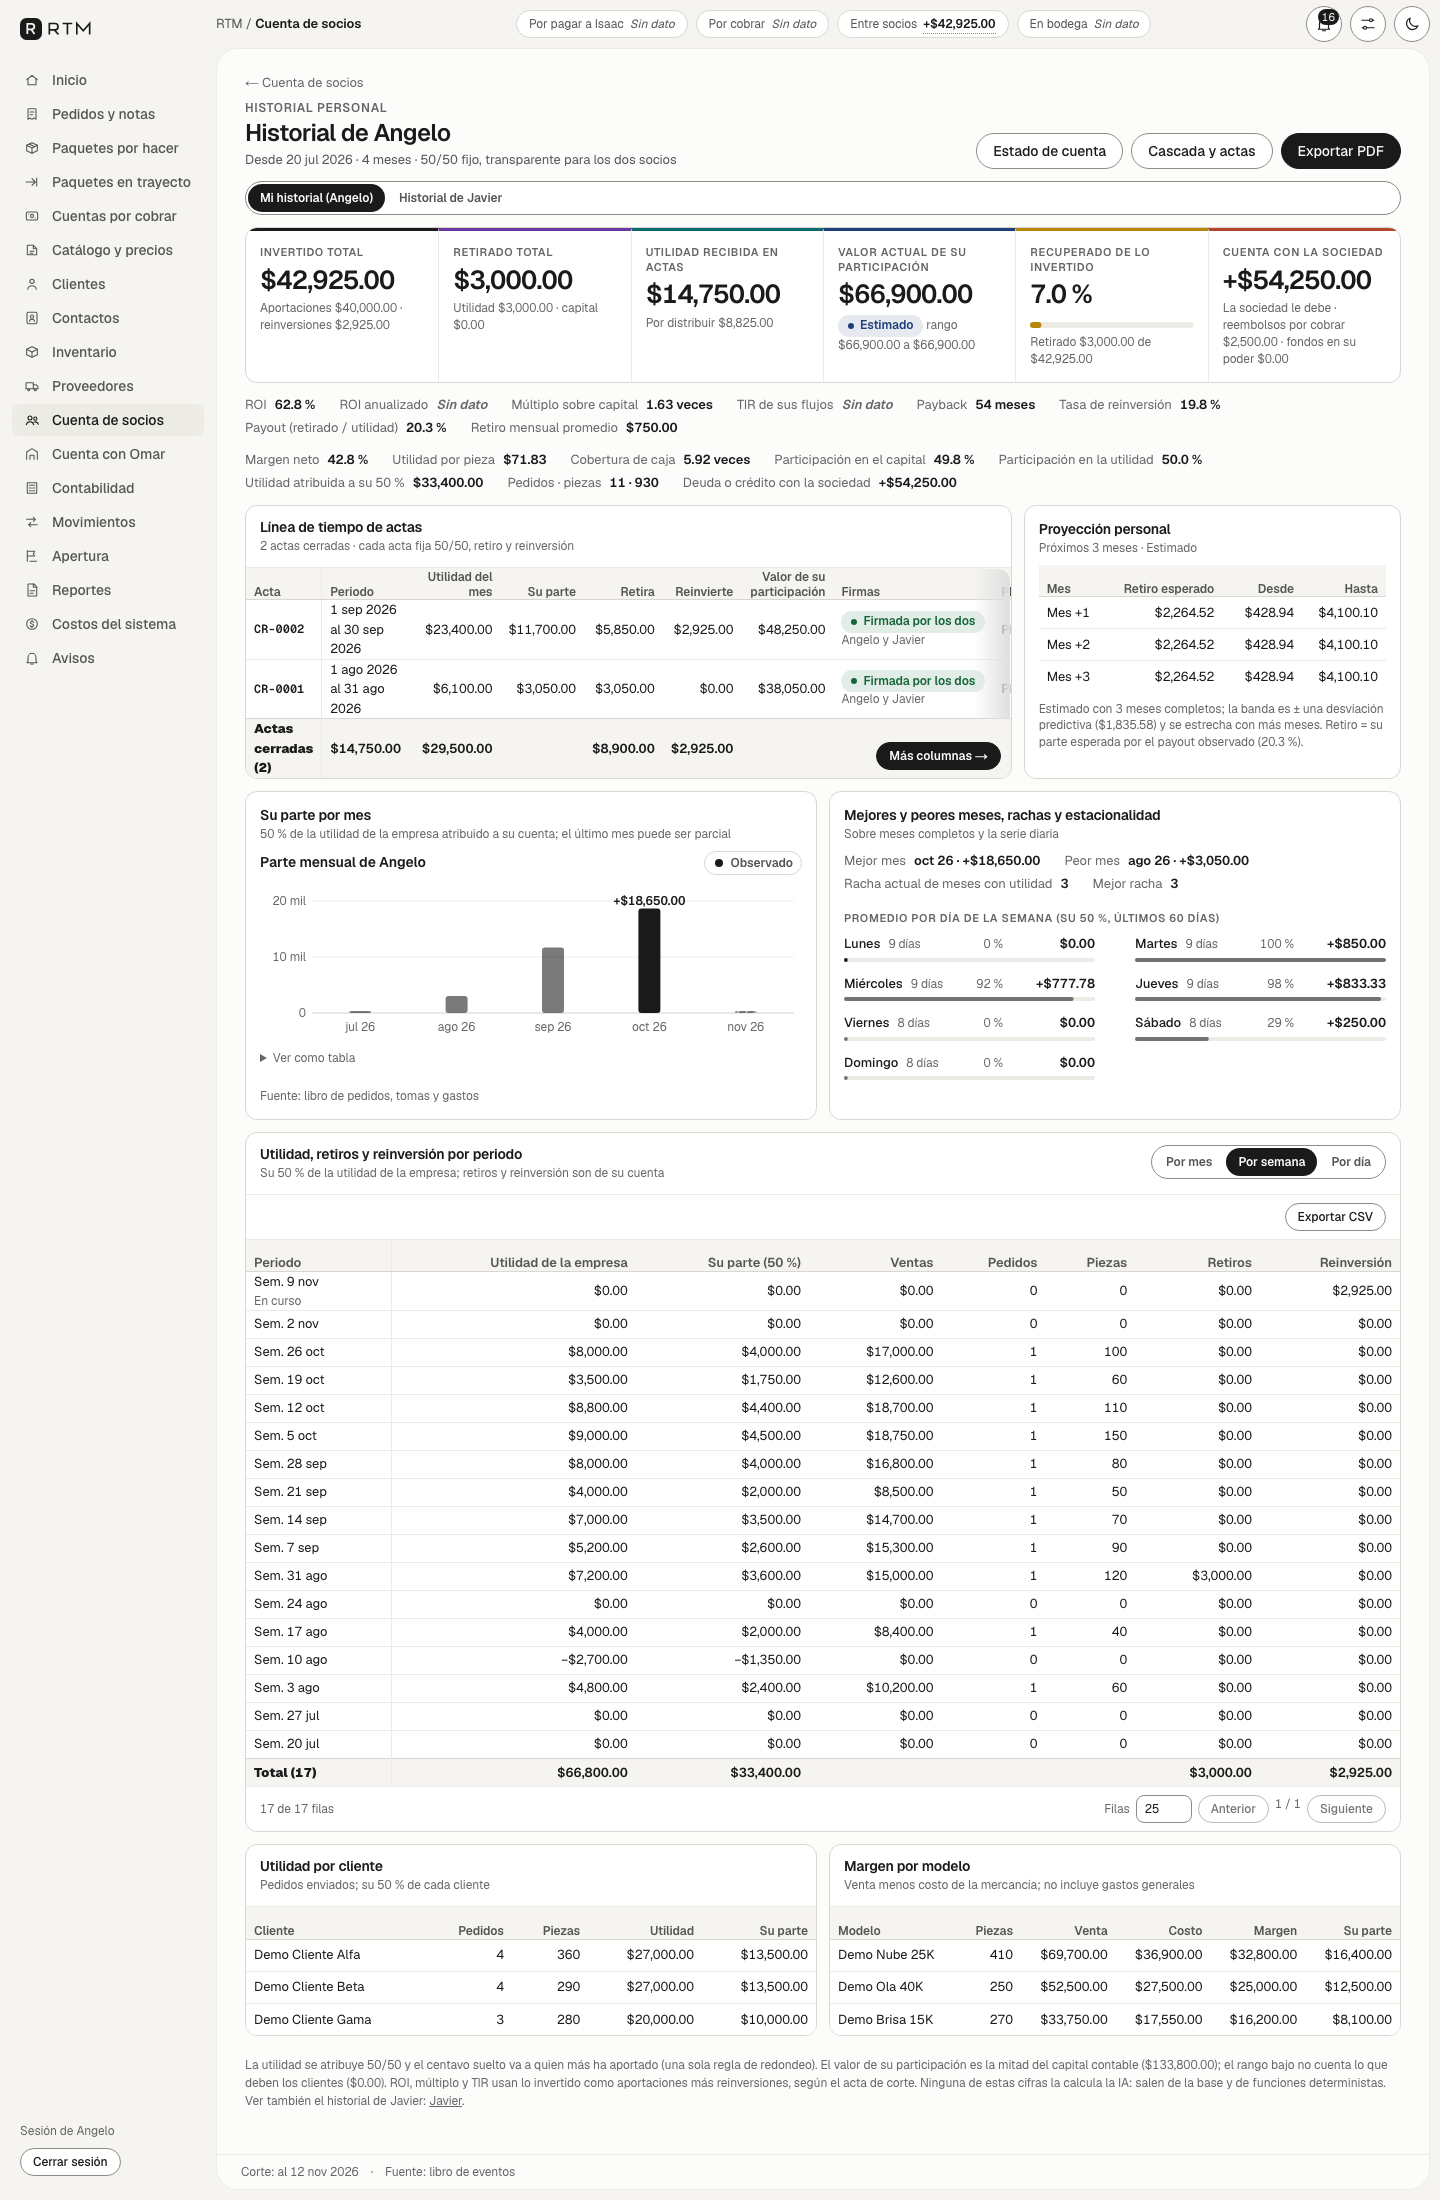 R RTM
RTM / Cuenta de socios
Por pagar a Isaac Sin dato
Por cobrar Sin dato
Entre socios +$42,925.00
En bodega Sin dato
16
Inicio
Pedidos y notas
Paquetes por hacer
Paquetes en trayecto
Cuentas por cobrar
Catálogo y precios
Clientes
Contactos
Inventario
Proveedores
Cuenta de socios
Cuenta con Omar
Contabilidad
Movimientos
Apertura
Reportes
Costos del sistema
Avisos
Sesión de Angelo
Cerrar sesión
← Cuenta de socios
HISTORIAL PERSONAL
Historial de Angelo
Desde 20 jul 2026 · 4 meses · 50/50 fijo, transparente para los dos socios
Estado de cuenta
Cascada y actas
Exportar PDF
Mi historial (Angelo)
Historial de Javier
INVERTIDO TOTAL
$42,925.00
Aportaciones $40,000.00 ·
reinversiones $2,925.00
RETIRADO TOTAL
$3,000.00
Utilidad $3,000.00 · capital
$0.00
UTILIDAD RECIBIDA EN
ACTAS
$14,750.00
Por distribuir $8,825.00
VALOR ACTUAL DE SU
PARTICIPACIÓN
$66,900.00
Estimado rango
$66,900.00 a $66,900.00
RECUPERADO DE LO
INVERTIDO
7.0 %
Retirado $3,000.00 de
$42,925.00
CUENTA CON LA SOCIEDAD
+$54,250.00
La sociedad le debe ·
reembolsos por cobrar
$2,500.00 · fondos en su
poder $0.00
ROI 62.8 % ROI anualizado Sin dato Múltiplo sobre capital 1.63 veces TIR de sus flujos Sin dato Payback 54 meses Tasa de reinversión 19.8 %
Payout (retirado / utilidad) 20.3 % Retiro mensual promedio $750.00
Margen neto 42.8 % Utilidad por pieza $71.83 Cobertura de caja 5.92 veces Participación en el capital 49.8 % Participación en la utilidad 50.0 %
Utilidad atribuida a su 50 % $33,400.00 Pedidos · piezas 11 · 930 Deuda o crédito con la sociedad +$54,250.00
Línea de tiempo de actas
2 actas cerradas · cada acta fija 50/50, retiro y reinversión
Acta Periodo Utilidad del mes Su parte Retira Reinvierte Valor de su participación Firmas
CR-0002 1 sep 2026 al 30 sep 2026 $23,400.00 $11,700.00 $5,850.00 $2,925.00 $48,250.00 Firmada por los dos
Angelo y Javier
CR-0001 1 ago 2026 al 31 ago 2026 $6,100.00 $3,050.00 $3,050.00 $0.00 $38,050.00 Firmada por los dos
Angelo y Javier
Actas cerradas (2) $14,750.00 $29,500.00 $8,900.00 $2,925.00
Más columnas →
Proyección personal
Próximos 3 meses · Estimado
Mes Retiro esperado Desde Hasta
Mes +1 $2,264.52 $428.94 $4,100.10
Mes +2 $2,264.52 $428.94 $4,100.10
Mes +3 $2,264.52 $428.94 $4,100.10
Estimado con 3 meses completos; la banda es ± una desviación
predictiva ($1,835.58) y se estrecha con más meses. Retiro = su
parte esperada por el payout observado (20.3 %).
Su parte por mes
50 % de la utilidad de la empresa atribuido a su cuenta; el último mes puede ser parcial
Parte mensual de Angelo
Observado
+$18,650.00
20 mil
10 mil
0
jul 26 ago 26 sep 26 oct 26 nov 26
▶ Ver como tabla
Fuente: libro de pedidos, tomas y gastos
Mejores y peores meses, rachas y estacionalidad
Sobre meses completos y la serie diaria
Mejor mes oct 26 · +$18,650.00 Peor mes ago 26 · +$3,050.00
Racha actual de meses con utilidad 3 Mejor racha 3
PROMEDIO POR DÍA DE LA SEMANA (SU 50 %, ÚLTIMOS 60 DÍAS)
Lunes 9 días 0 % $0.00
Martes 9 días 100 % +$850.00
Miércoles 9 días 92 % +$777.78
Jueves 9 días 98 % +$833.33
Viernes 8 días 0 % $0.00
Sábado 8 días 29 % +$250.00
Domingo 8 días 0 % $0.00
Utilidad, retiros y reinversión por periodo
Su 50 % de la utilidad de la empresa; retiros y reinversión son de su cuenta
Por mes Por semana Por día
Exportar CSV
Periodo Utilidad de la empresa Su parte (50 %) Ventas Pedidos Piezas Retiros Reinversión
Sem. 9 nov En curso $0.00 $0.00 $0.00 0 0 $0.00 $2,925.00
Sem. 2 nov $0.00 $0.00 $0.00 0 0 $0.00 $0.00
Sem. 26 oct $8,000.00 $4,000.00 $17,000.00 1 100 $0.00 $0.00
Sem. 19 oct $3,500.00 $1,750.00 $12,600.00 1 60 $0.00 $0.00
Sem. 12 oct $8,800.00 $4,400.00 $18,700.00 1 110 $0.00 $0.00
Sem. 5 oct $9,000.00 $4,500.00 $18,750.00 1 150 $0.00 $0.00
Sem. 28 sep $8,000.00 $4,000.00 $16,800.00 1 80 $0.00 $0.00
Sem. 21 sep $4,000.00 $2,000.00 $8,500.00 1 50 $0.00 $0.00
Sem. 14 sep $7,000.00 $3,500.00 $14,700.00 1 70 $0.00 $0.00
Sem. 7 sep $5,200.00 $2,600.00 $15,300.00 1 90 $0.00 $0.00
Sem. 31 ago $7,200.00 $3,600.00 $15,000.00 1 120 $3,000.00 $0.00
Sem. 24 ago $0.00 $0.00 $0.00 0 0 $0.00 $0.00
Sem. 17 ago $4,000.00 $2,000.00 $8,400.00 1 40 $0.00 $0.00
Sem. 10 ago −$2,700.00 −$1,350.00 $0.00 0 0 $0.00 $0.00
Sem. 3 ago $4,800.00 $2,400.00 $10,200.00 1 60 $0.00 $0.00
Sem. 27 jul $0.00 $0.00 $0.00 0 0 $0.00 $0.00
Sem. 20 jul $0.00 $0.00 $0.00 0 0 $0.00 $0.00
Total (17) $66,800.00 $33,400.00 $3,000.00 $2,925.00
17 de 17 filas
Filas 25 Anterior 1 / 1 Siguiente
Utilidad por cliente
Pedidos enviados; su 50 % de cada cliente
Cliente Pedidos Piezas Utilidad Su parte
Demo Cliente Alfa 4 360 $27,000.00 $13,500.00
Demo Cliente Beta 4 290 $27,000.00 $13,500.00
Demo Cliente Gama 3 280 $20,000.00 $10,000.00
Margen por modelo
Venta menos costo de la mercancía; no incluye gastos generales
Modelo Piezas Venta Costo Margen Su parte
Demo Nube 25K 410 $69,700.00 $36,900.00 $32,800.00 $16,400.00
Demo Ola 40K 250 $52,500.00 $27,500.00 $25,000.00 $12,500.00
Demo Brisa 15K 270 $33,750.00 $17,550.00 $16,200.00 $8,100.00
La utilidad se atribuye 50/50 y el centavo suelto va a quien más ha aportado (una sola regla de redondeo). El valor de su participación es la mitad del capital contable ($133,800.00); el rango bajo no cuenta lo que
deben los clientes ($0.00). ROI, múltiplo y TIR usan lo invertido como aportaciones más reinversiones, según el acta de corte. Ninguna de estas cifras la calcula la IA: salen de la base y de funciones deterministas.
Ver también el historial de Javier: Javier.
Corte: al 12 nov 2026 · Fuente: libro de eventos